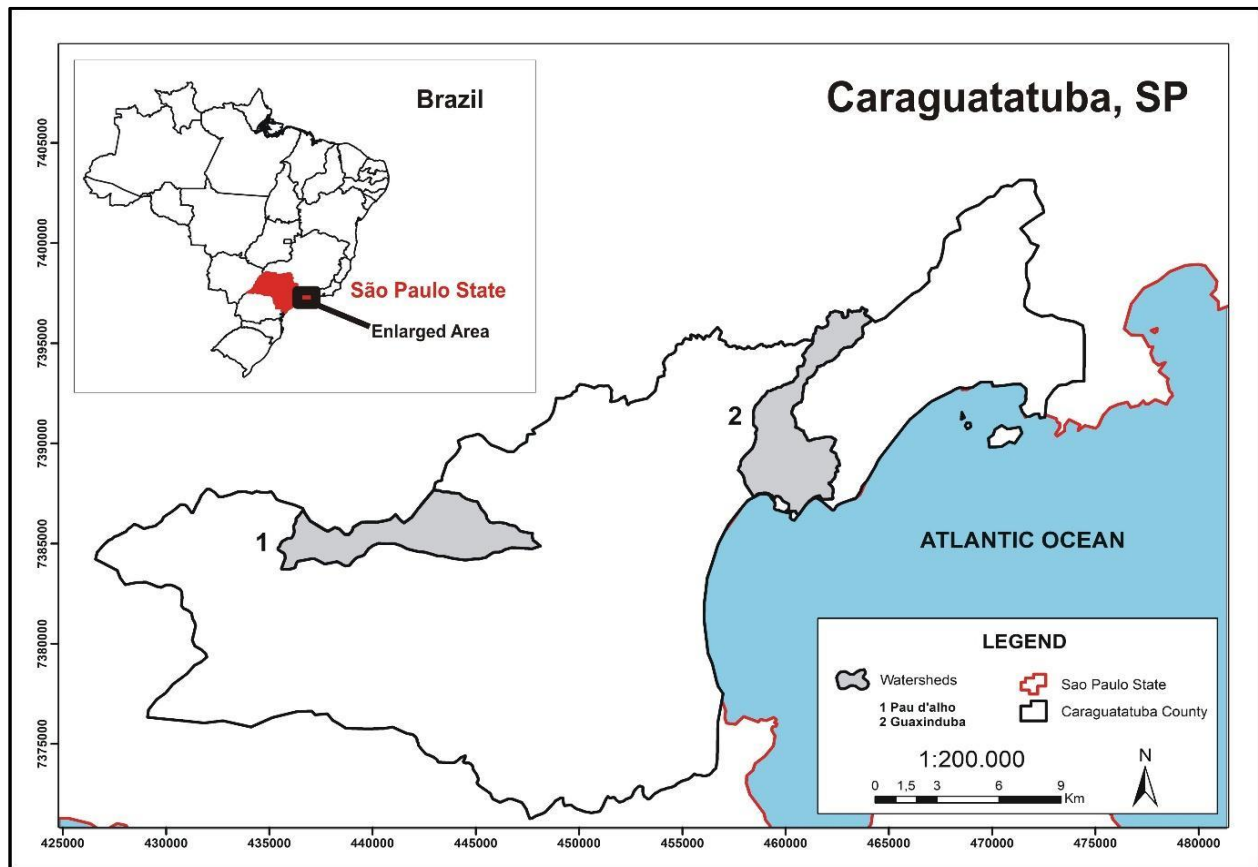 Brazil
São Paulo State
Enlarged Area
Caraguatatuba, SP
7405000
7400000
7395000
7390000
7385000
7380000
7375000
1
2
ATLANTIC OCEAN
LEGEND
Watersheds
1 Pau d'alho
2 Guaxinduba
Sao Paulo State
Caraguatatuba County
1:200.000
0 1,5 3 6 9
Km
N
425000 430000 435000 440000 445000 450000 455000 460000 465000 470000 475000 480000